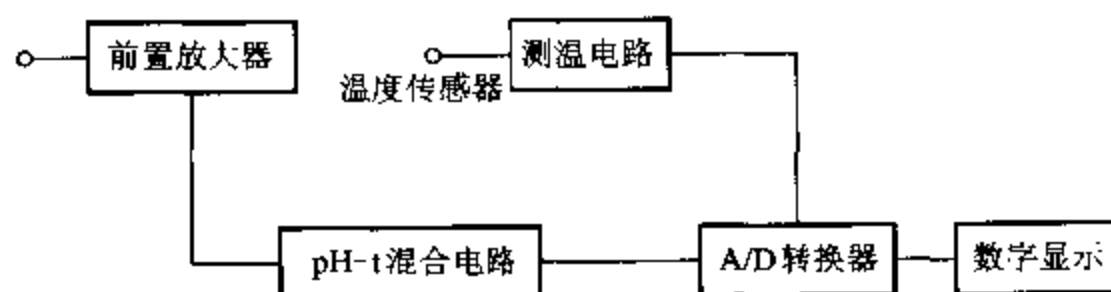 前置放大器
测温电路
温度传感器
pH-t混合电路
A/D转换器
数字显示